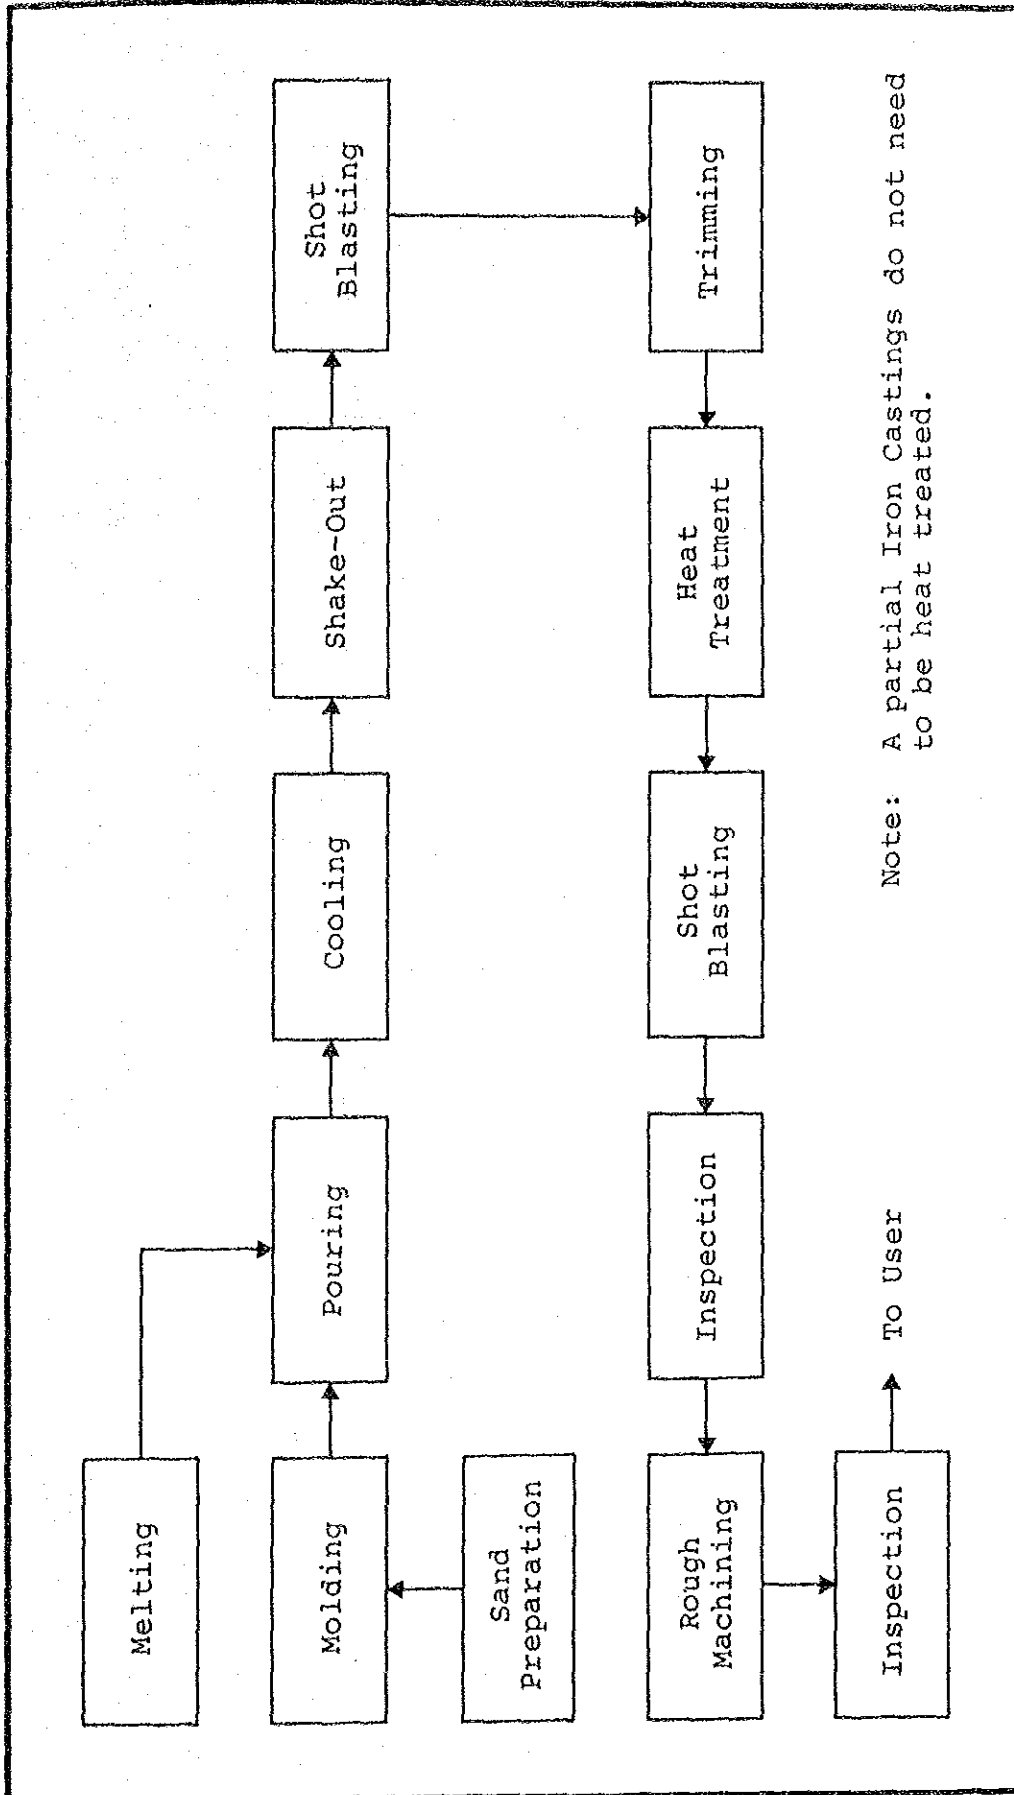 Melting
Molding
Sand
Preparation
Pouring
Cooling
Shake-Out
Shot
Blasting
Trimming
Heat
Treatment
Shot
Blasting
Inspection
Rough
Machining
Inspection
To User
Note: A partial Iron Castings do not need
to be heat treated.